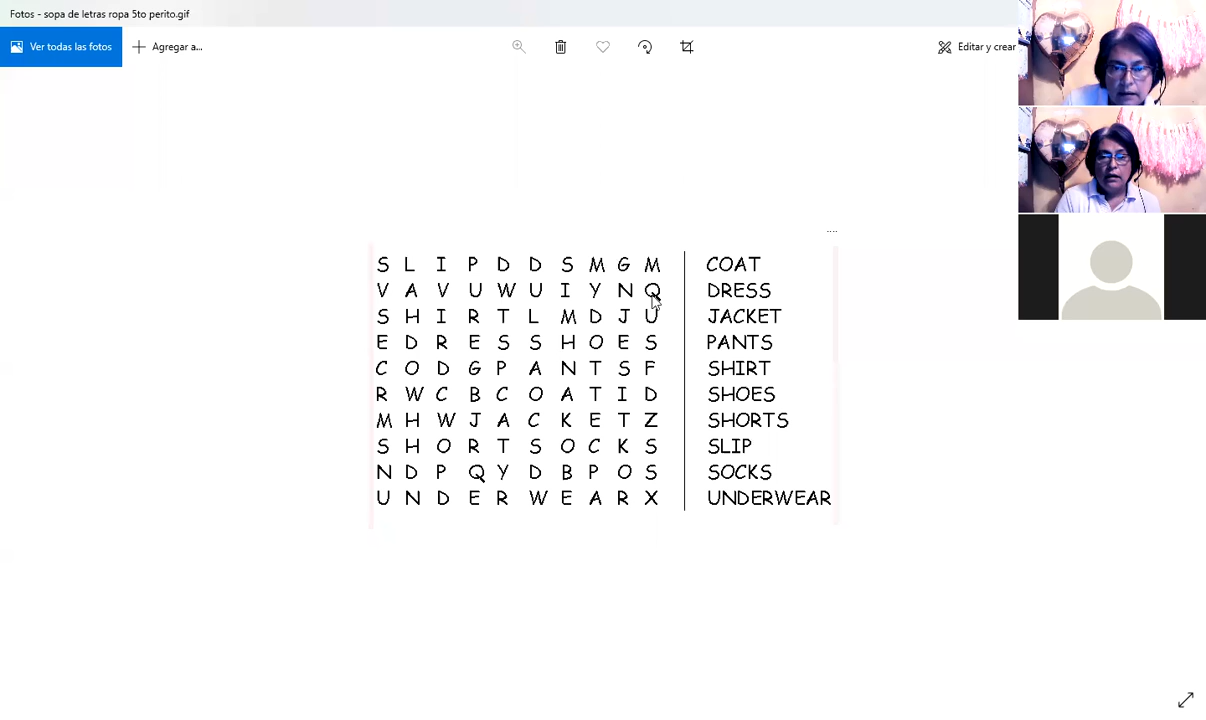 Fotos - sopa de letras ropa 5to perito.gif
Ver todas las fotos
Agregar a...
Editar y crear
S L I P D D S M G M COAT
V A V U W U I Y N Q DRESS
S H I R T L M D J U JACKET
E D R E S S H O E S PANTS
C O D G P A N T S F SHIRT
R W C B C O A T I D SHOES
M H W J A C K E T Z SHORTS
S H O R T S O C K S SLIP
N D P Q Y D B P O S SOCKS
U N D E R W E A R X UNDERWEAR